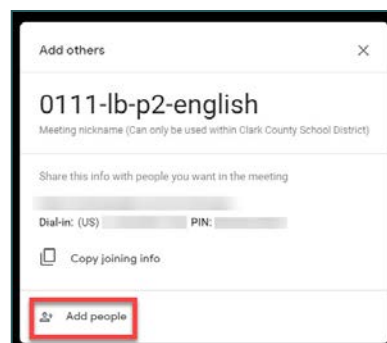 Add others
0111-lb-p2-english
Meeting nickname (Can only be used within Clark County School District)
Share this info with people you want in the meeting
Dial-in: (US) PIN:
Copy joining info
Add people